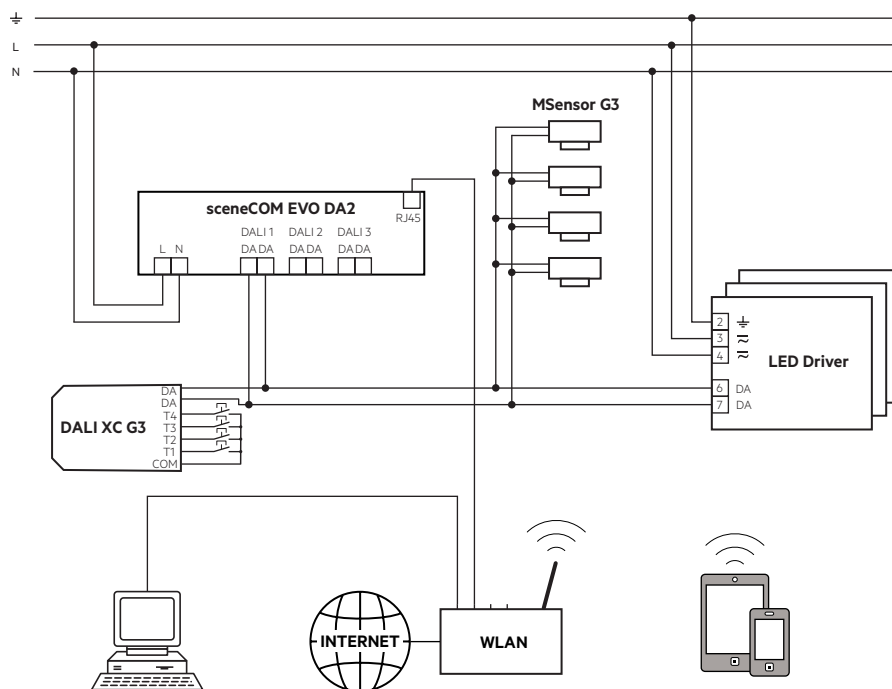 L
N
MSensor G3
sceneCOM EVO DA2
RJ45
DALI 1 DALI 2 DALI 3
L N DA DA DA DA DA DA
2
3
4
LED Driver
6 DA
7 DA
DALI XC G3
DA
DA
T4
T3
T2
T1
COM
INTERNET
WLAN